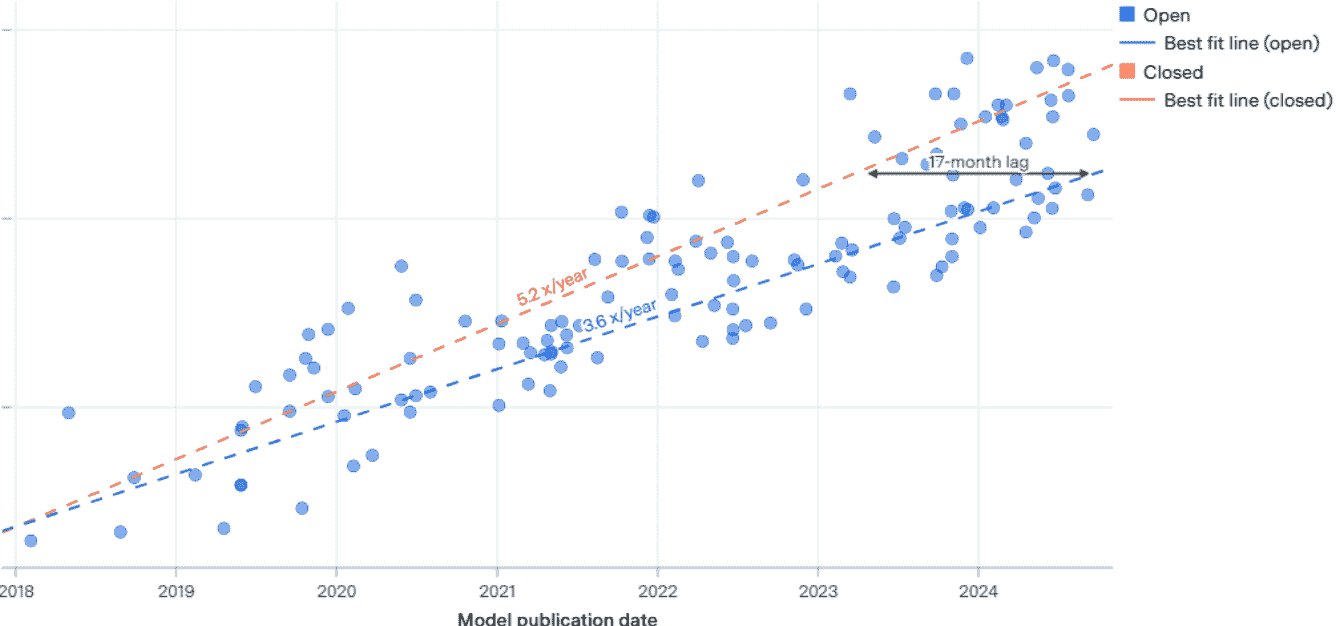 Open
Best fit line (open)
Closed
Best fit line (closed)
17-month lag
5.2 x/year
3.6 x/year
2018
2019
2020
2021
2022
2023
2024
Model publication date